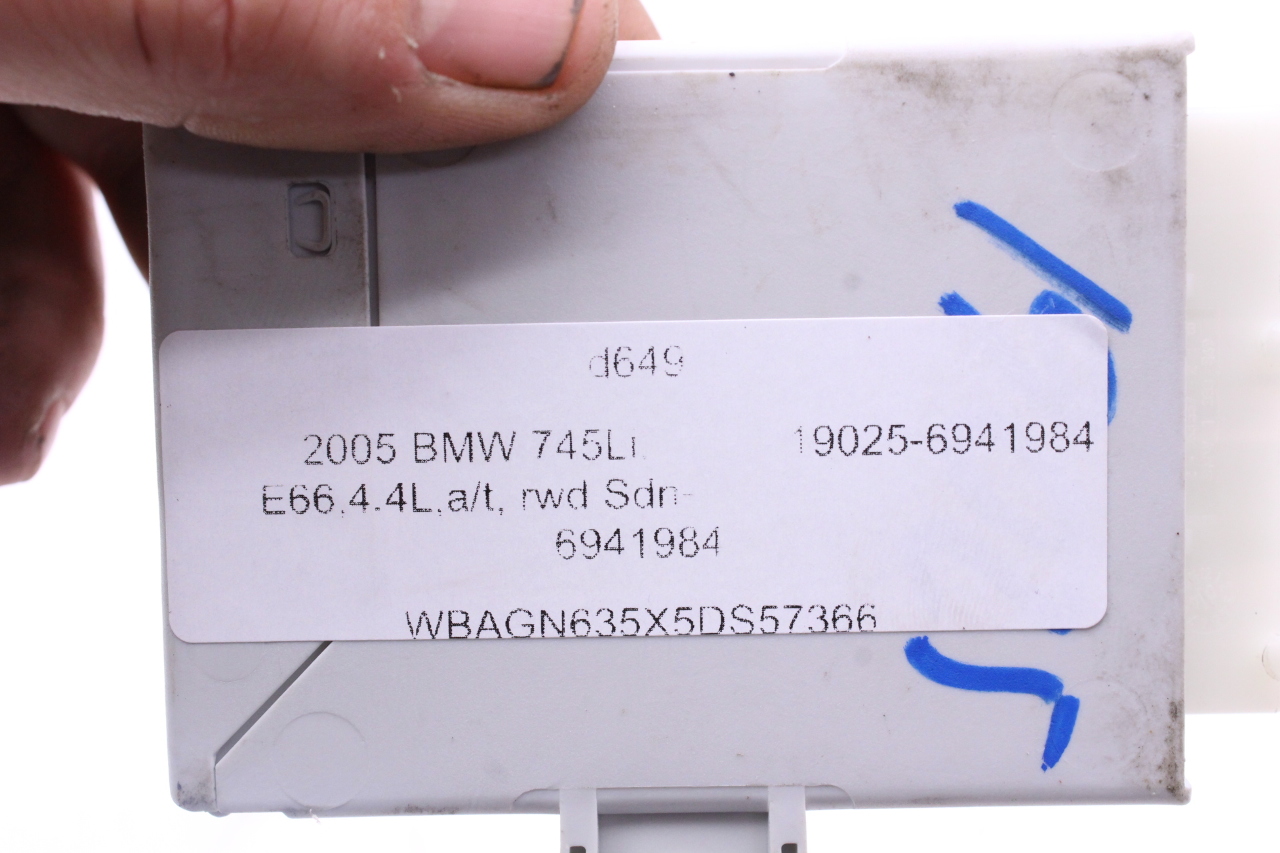 d649
2005 BMW 745Li 19025-6941984
E66,4.4L,a/t, rwd Sdn-
6941984
WBAGN635X5DS57366